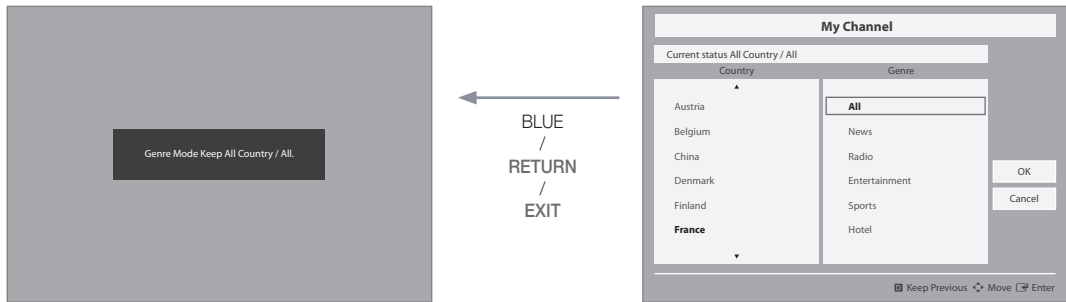 Genre Mode Keep All Country / All.
BLUE
/
RETURN
/
EXIT
My Channel
Current status All Country / All
Country
Genre
Austria
Belgium
China
Denmark
Finland
France
All
News
Radio
Entertainment
Sports
Hotel
OK
Cancel
D Keep Previous Move Enter